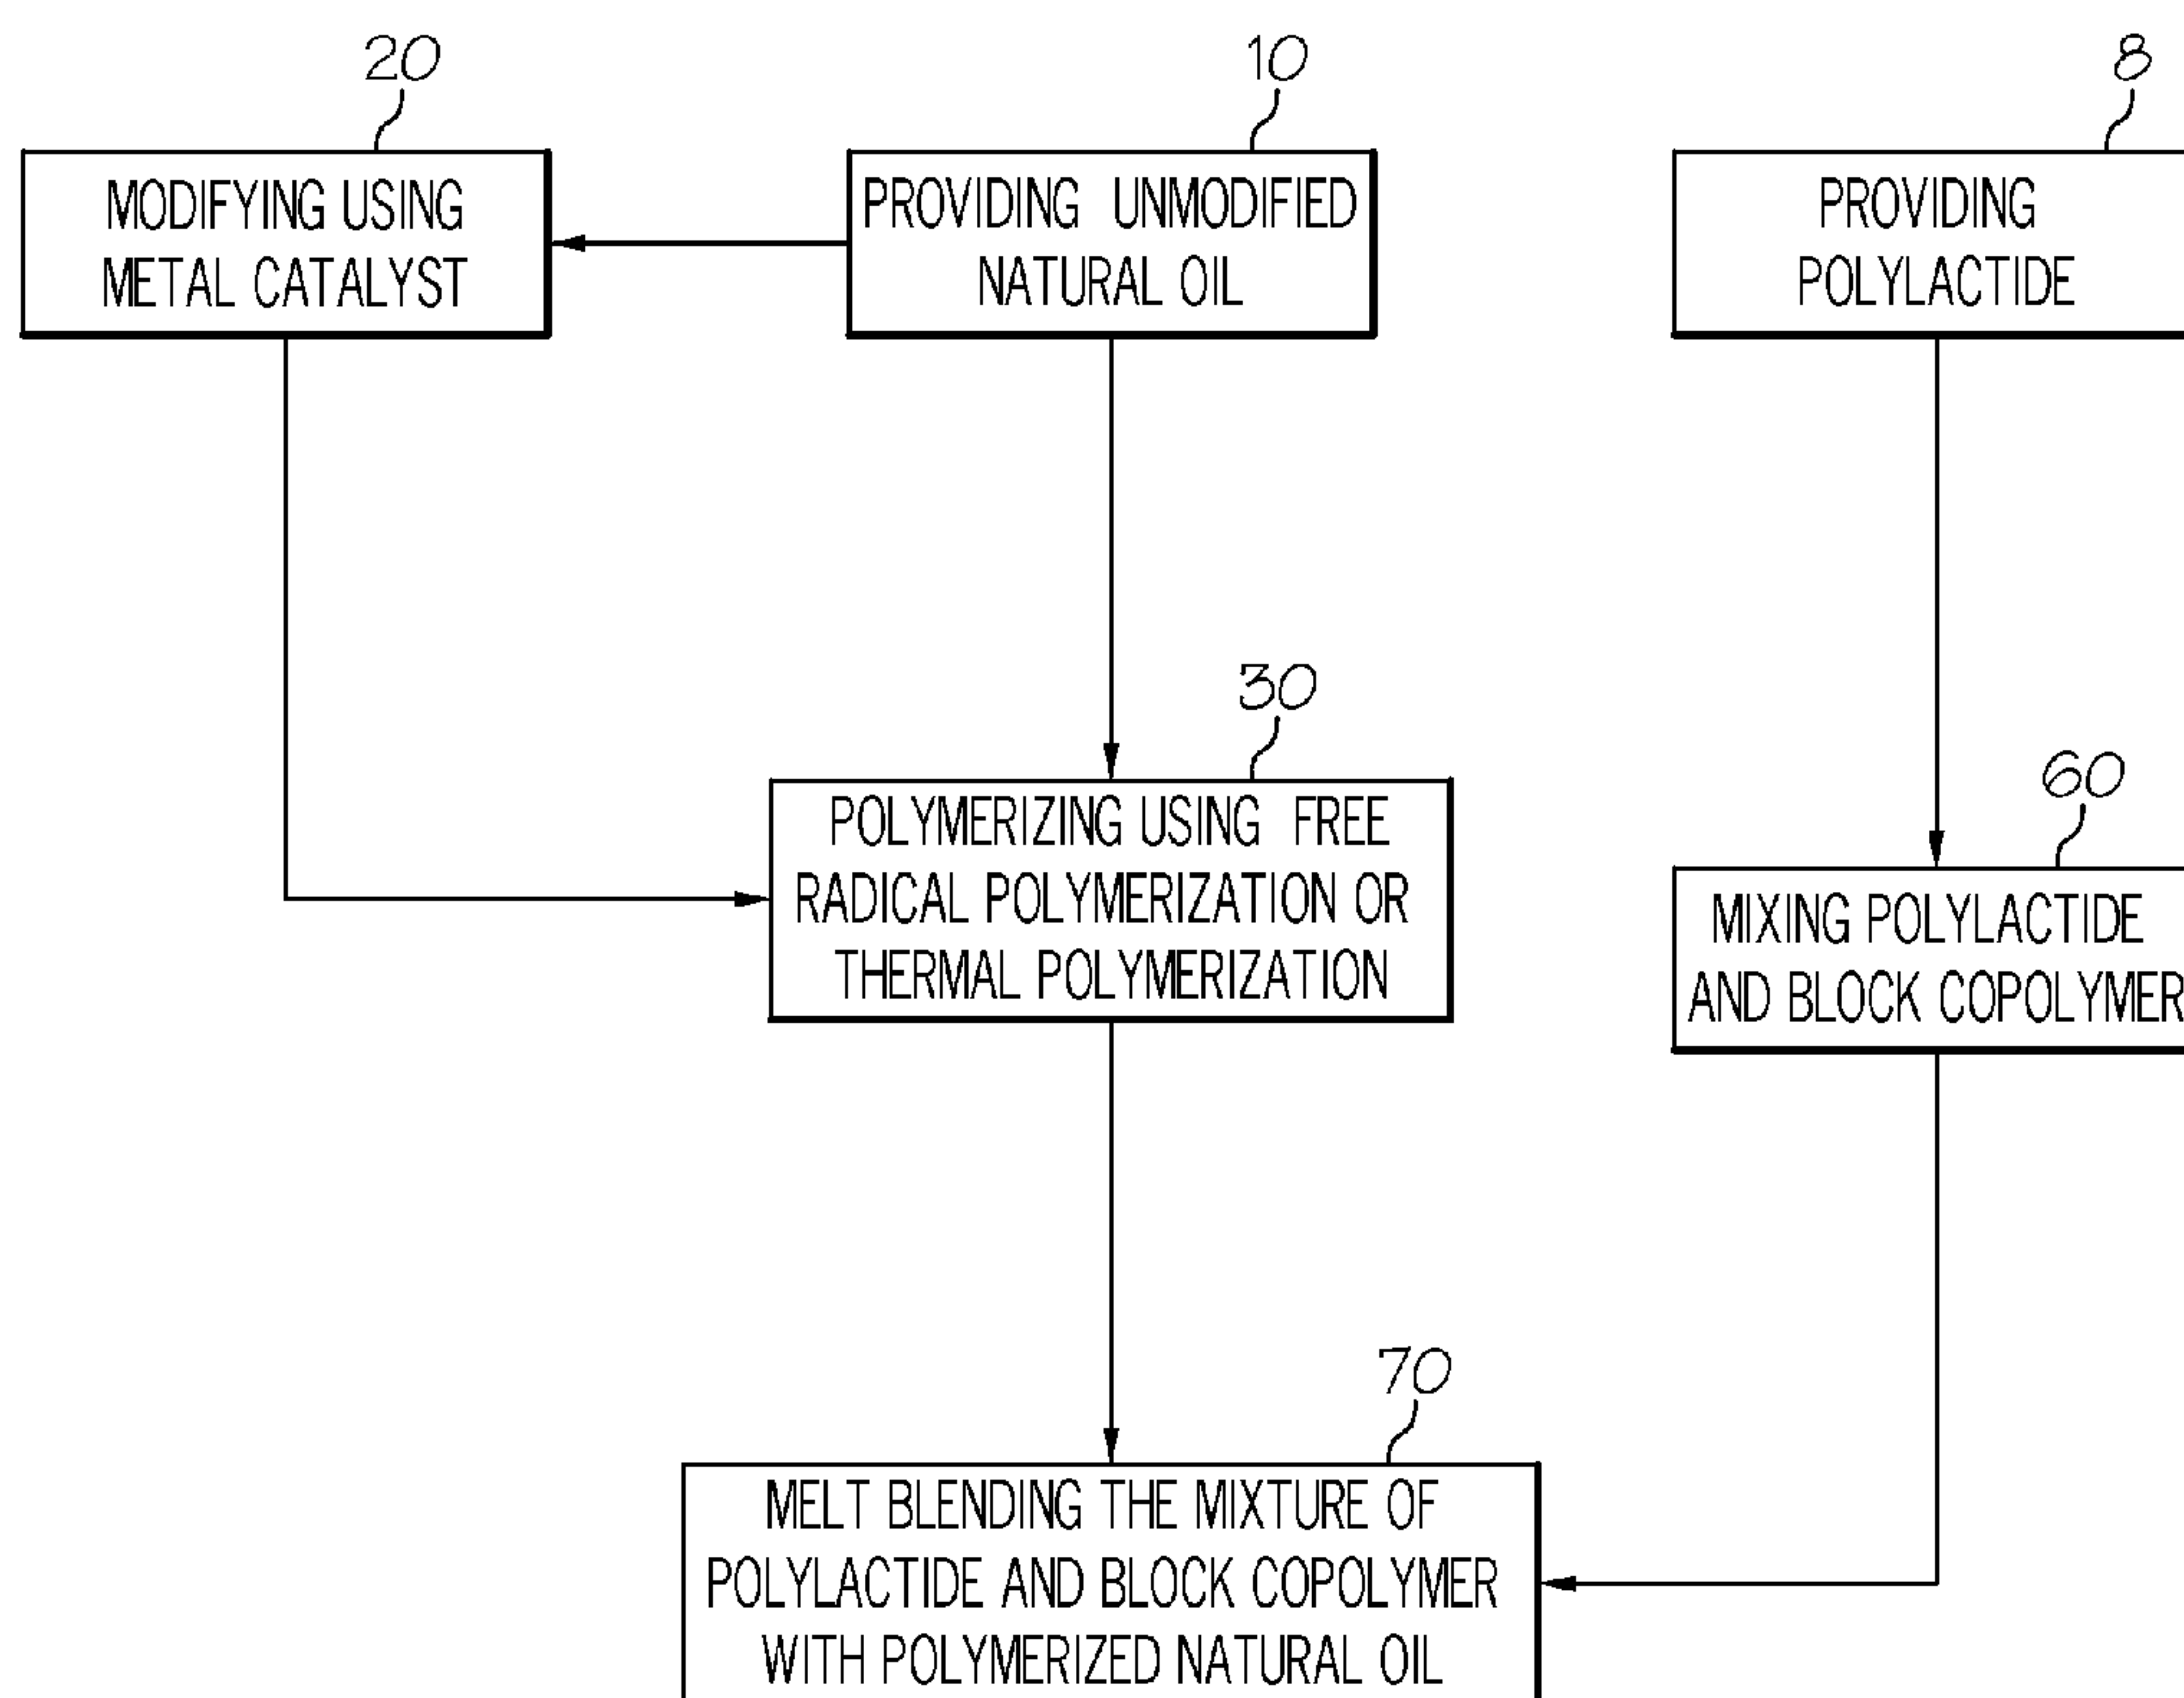 20
10
8
MODIFYING USING
METAL CATALYST
PROVIDING UNMODIFIED
NATURAL OIL
PROVIDING
POLYLACTIDE
30
POLYMERIZING USING FREE
RADICAL POLYMERIZATION OR
THERMAL POLYMERIZATION
60
MIXING POLYLACTIDE
AND BLOCK COPOLYMER
70
MELT BLENDING THE MIXTURE OF
POLYLACTIDE AND BLOCK COPOLYMER
WITH POLYMERIZED NATURAL OIL